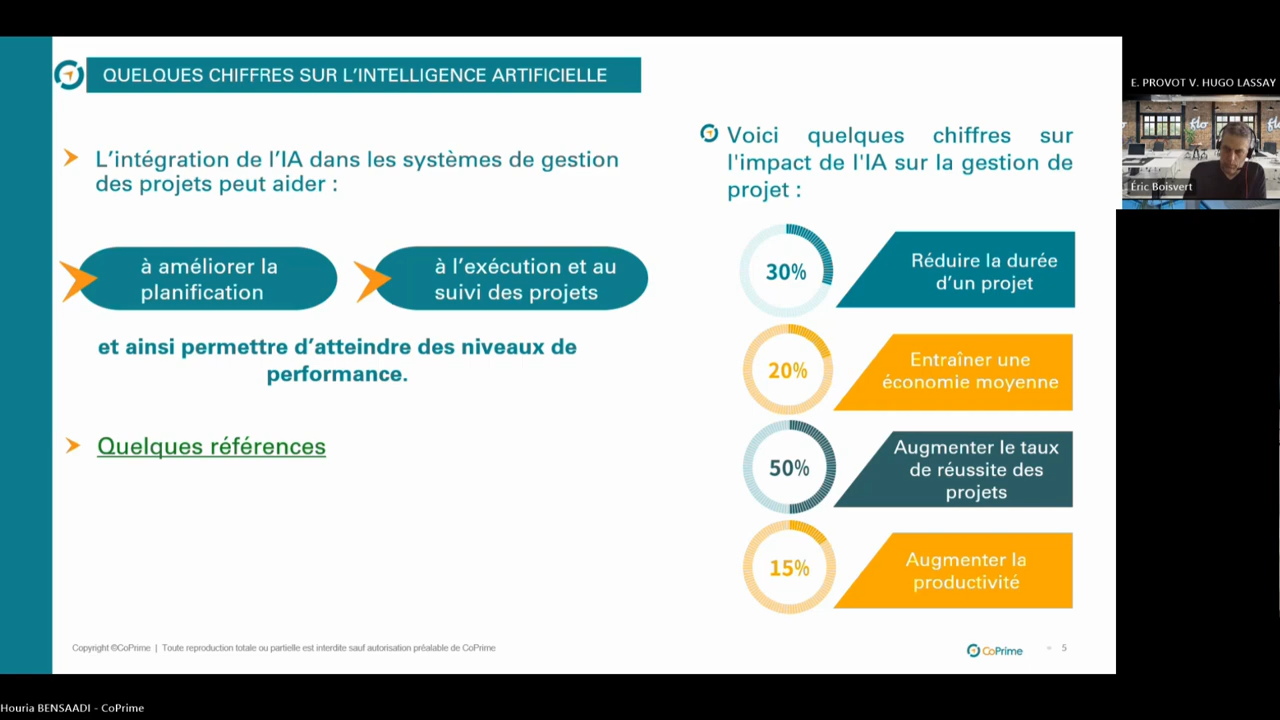 QUELQUES CHIFFRES SUR L'INTELLIGENCE ARTIFICIELLE
L'intégration de l'IA dans les systèmes de gestion
des projets peut aider :
à améliorer la
planification
à l'exécution et au
suivi des projets
et ainsi permettre d'atteindre des niveaux de
performance.
Quelques références
Voici quelques chiffres sur
l'impact de l'IA sur la gestion de
projet :
30%
Réduire la durée
d'un projet
20%
Entraîner une
économie moyenne
50%
Augmenter le taux
de réussite des
projets
15%
Augmenter la
productivité
Copyright ©CoPrime | Toute reproduction totale ou partielle est interdite sauf autorisation préalable de CoPrime
CoPrime
5
E. PROVOT V. HUGO LASSAY
flo
Éric Boisvert
Houria BENSAADI - CoPrime